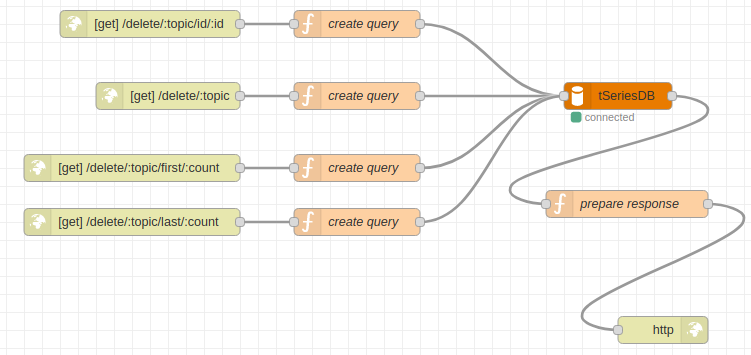 [get] /delete/:topic/id/:id
create query
[get] /delete/:topic
create query
tSeriesDB
connected
[get] /delete/:topic/first/:count
create query
prepare response
[get] /delete/:topic/last/:count
create query
http